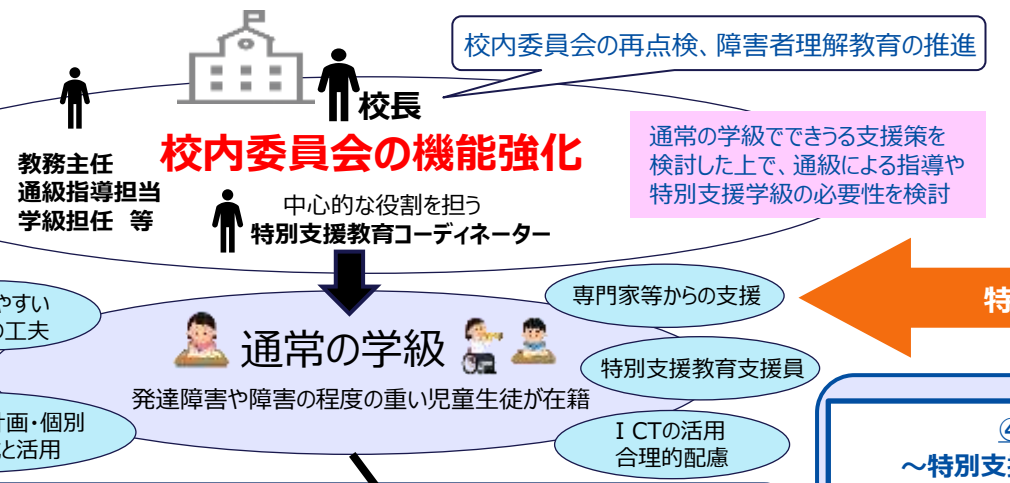 校内委員会の再点検、障害者理解教育の推進
校長
校内委員会の機能強化
教務主任
通級指導担当
学級担任 等
中心的な役割を担う
特別支援教育コーディネーター
通常の学級でできうる支援策を
検討した上で、通級による指導や
特別支援学級の必要性を検討
やすい
の工夫
専門家等からの支援
特
通常の学級
発達障害や障害の程度の重い児童生徒が在籍
特別支援教育支援員
計画・個別
と活用
ICTの活用
合理的配慮
～特別支